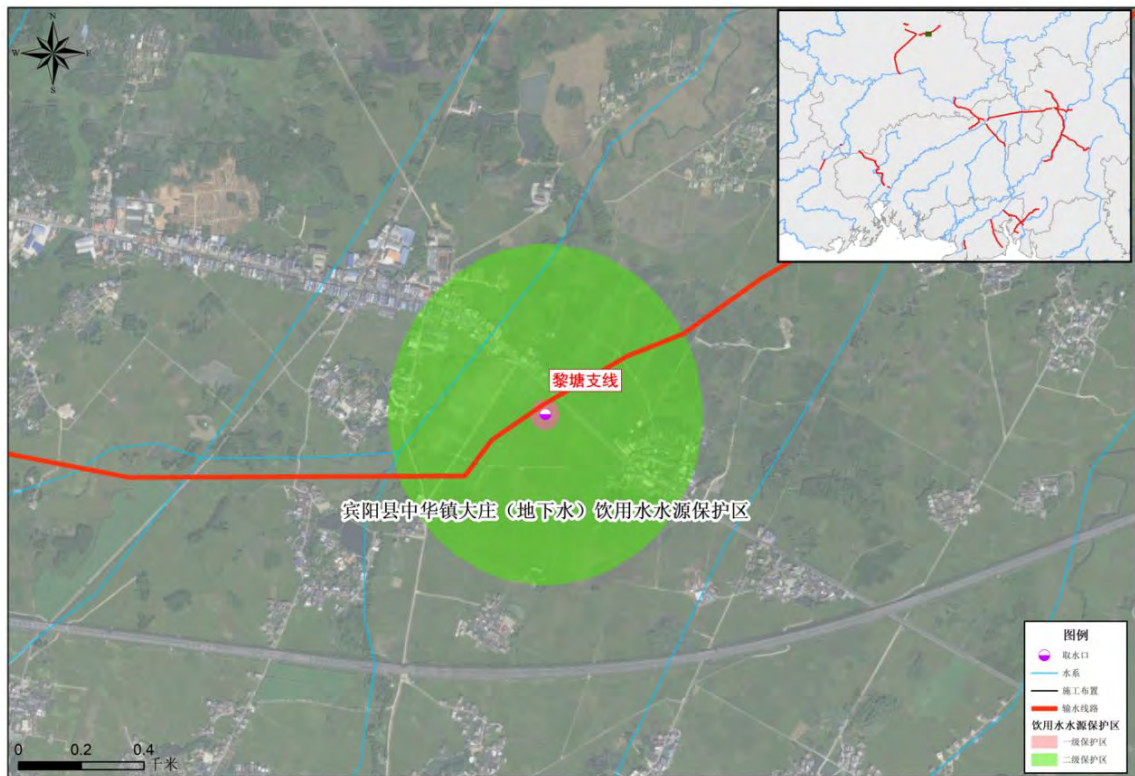 N
W
E
S
黎塘支线
宾阳县中华镇大庄（地下水）饮用水水源保护区
图例
取水口
水系
施工布置
输水线路
饮用水水源保护区
一级保护区
二级保护区
0 0.2 0.4
千米